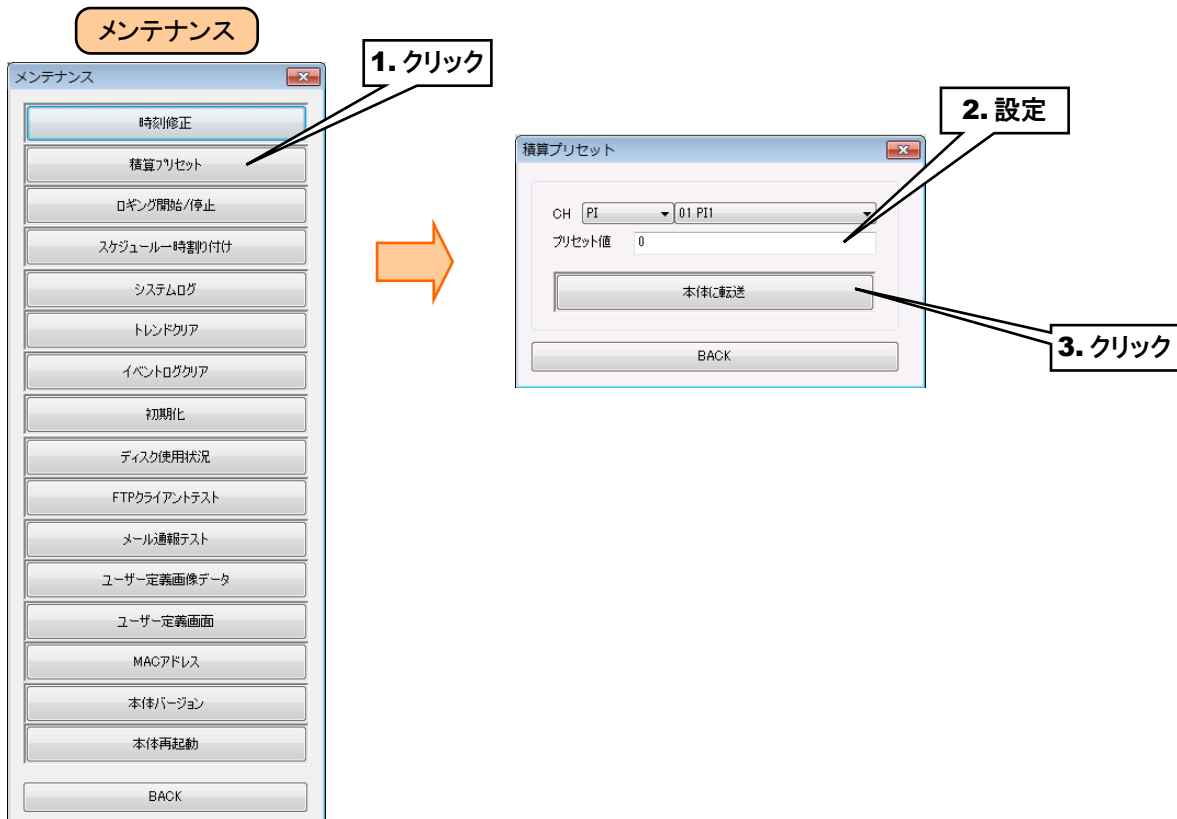 メンテナンス
1. クリック
メンテナンス
時刻修正
積算プリセット
ロギング開始/停止
スケジュール一時割り付け
システムログ
トレンドクリア
イベントログクリア
初期化
ディスク使用状況
FTPクライアントテスト
メール通報テスト
ユーザー定義画像データ
ユーザー定義画面
MACアドレス
本体バージョン
本体再起動
BACK
2. 設定
積算プリセット
CH PI 01 PI1
プリセット値 0
本体に転送
BACK
3. クリック